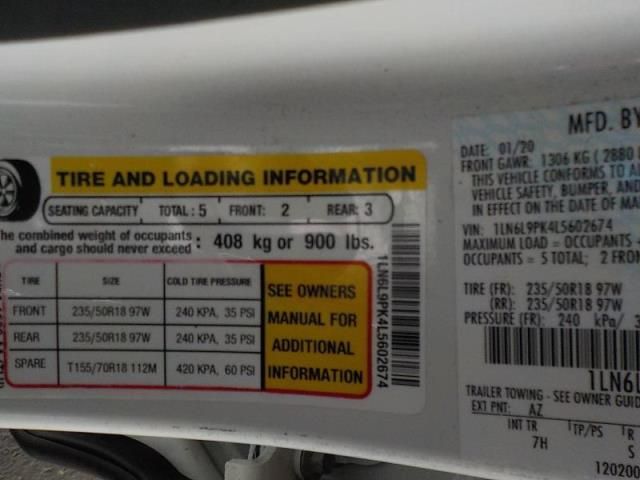 TIRE AND LOADING INFORMATION
SEATING CAPACITY TOTAL: 5 FRONT: 2 REAR: 3
The combined weight of occupants and cargo should never exceed : 408 kg or 900 lbs.
TIRE SIZE COLD TIRE PRESSURE
FRONT 235/50R18 97W 240 KPA, 35 PSI
REAR 235/50R18 97W 240 KPA, 35 PSI
SPARE T155/70R18 112M 420 KPA, 60 PSI
SEE OWNERS
MANUAL FOR
ADDITIONAL
INFORMATION
1LN6L9PK4L5602674
MFD. BY
DATE: 01/20
FRONT GAWR: 1306 KG ( 2880
THIS VEHICLE CONFORMS TO
VEHICLE SAFETY, BUMPER, AND
IN EFFECT ON THE DATE OF
VIN: 1LN6L9PK4L5602674
MAXIMUM LOAD = OCCUPANTS
OCCUPANTS = 5 TOTAL; 2
TIRE (FR): 235/50R18 97W
(RR): 235/50R18 97W
PRESSURE (FR): 240 kPa/
1LN6L
TRAILER TOWING - SEE OWNER
EXT PNT: AZ
INT TR TP/PS R
7H S
120200